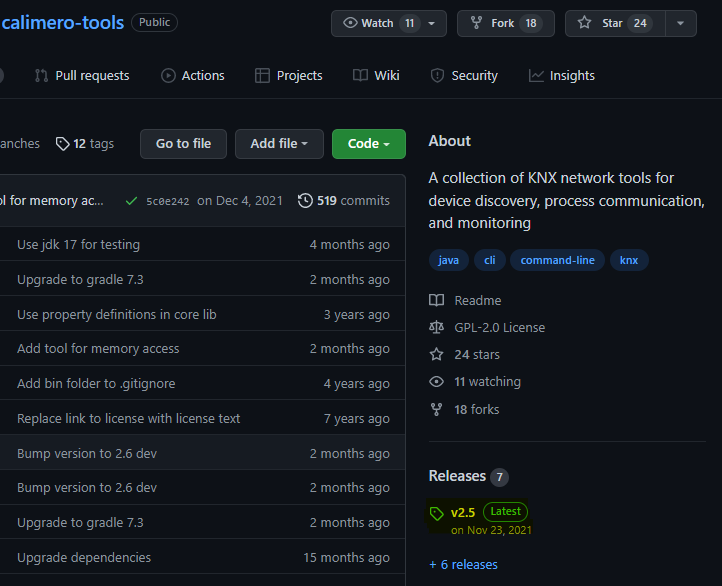 calimero-tools Public
Watch 11
Fork 18
Star 24
Pull requests
Actions
Projects
Wiki
Security
Insights
anches
12 tags
Go to file
Add file
Code
ol for memory ac... 5c0e242 on Dec 4, 2021 519 commits
Use jdk 17 for testing 4 months ago
Upgrade to gradle 7.3 2 months ago
Use property definitions in core lib 3 years ago
Add tool for memory access 2 months ago
Add bin folder to .gitignore 4 years ago
Replace link to license with license text 7 years ago
Bump version to 2.6 dev 2 months ago
Bump version to 2.6 dev 2 months ago
Upgrade to gradle 7.3 2 months ago
Upgrade dependencies 15 months ago
About
A collection of KNX network tools for
device discovery, process communication,
and monitoring
java cli command-line knx
Readme
GPL-2.0 License
24 stars
11 watching
18 forks
Releases 7
v2.5 Latest
on Nov 23, 2021
+ 6 releases